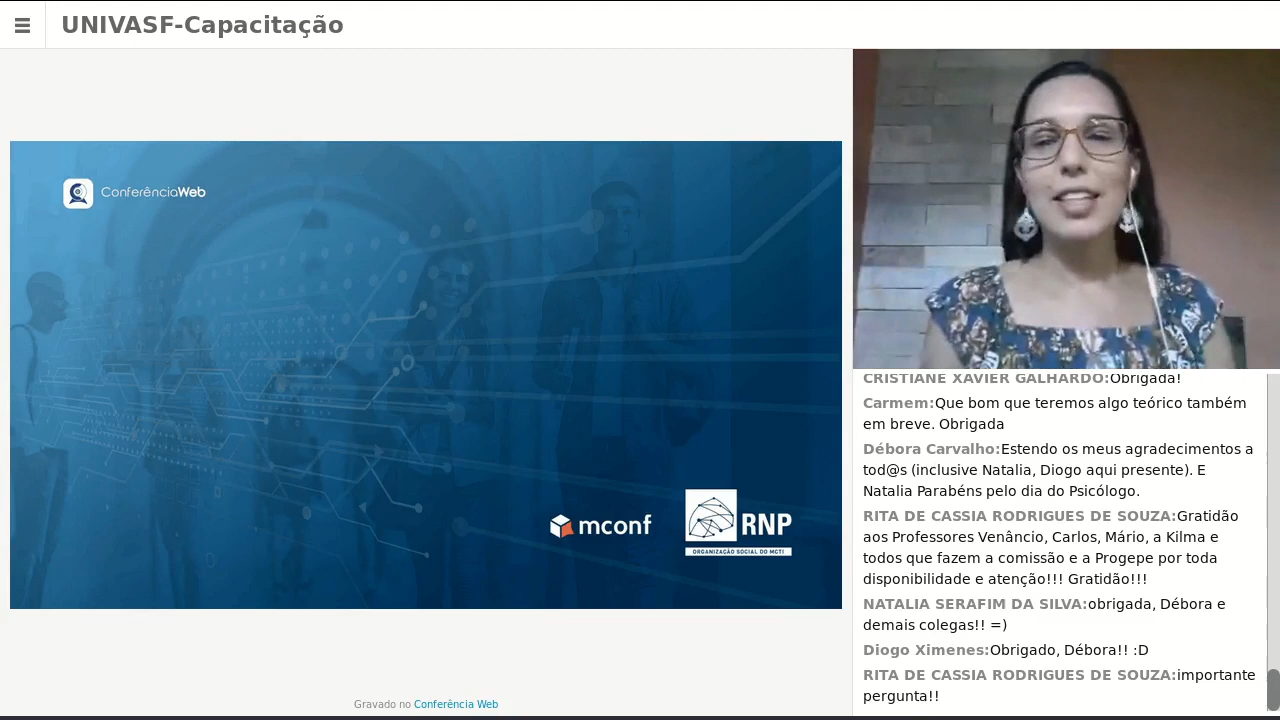 UNIVASF-Capacitação
ConferênciaWeb
mconf
RNP
ORGANIZAÇÃO SOCIAL DO MCTI
Gravado no Conferência Web
CRISTIANE XAVIER GALHARDO:Obrigada!
Carmem:Que bom que teremos algo teórico também
em breve. Obrigada
Débora Carvalho:Estendo os meus agradecimentos a
tod@s (inclusive Natalia, Diogo aqui presente). E
Natalia Parabéns pelo dia do Psicólogo.
RITA DE CASSIA RODRIGUES DE SOUZA:Gratidão
aos Professores Venâncio, Carlos, Mário, a Kilma e
todos que fazem a comissão e a Progepe por toda
disponibilidade e atenção!!! Gratidão!!!
NATALIA SERAFIM DA SILVA:obrigada, Débora e
demais colegas!! =)
Diogo Ximenes:Obrigado, Débora!! :D
RITA DE CASSIA RODRIGUES DE SOUZA:importante
pergunta!!